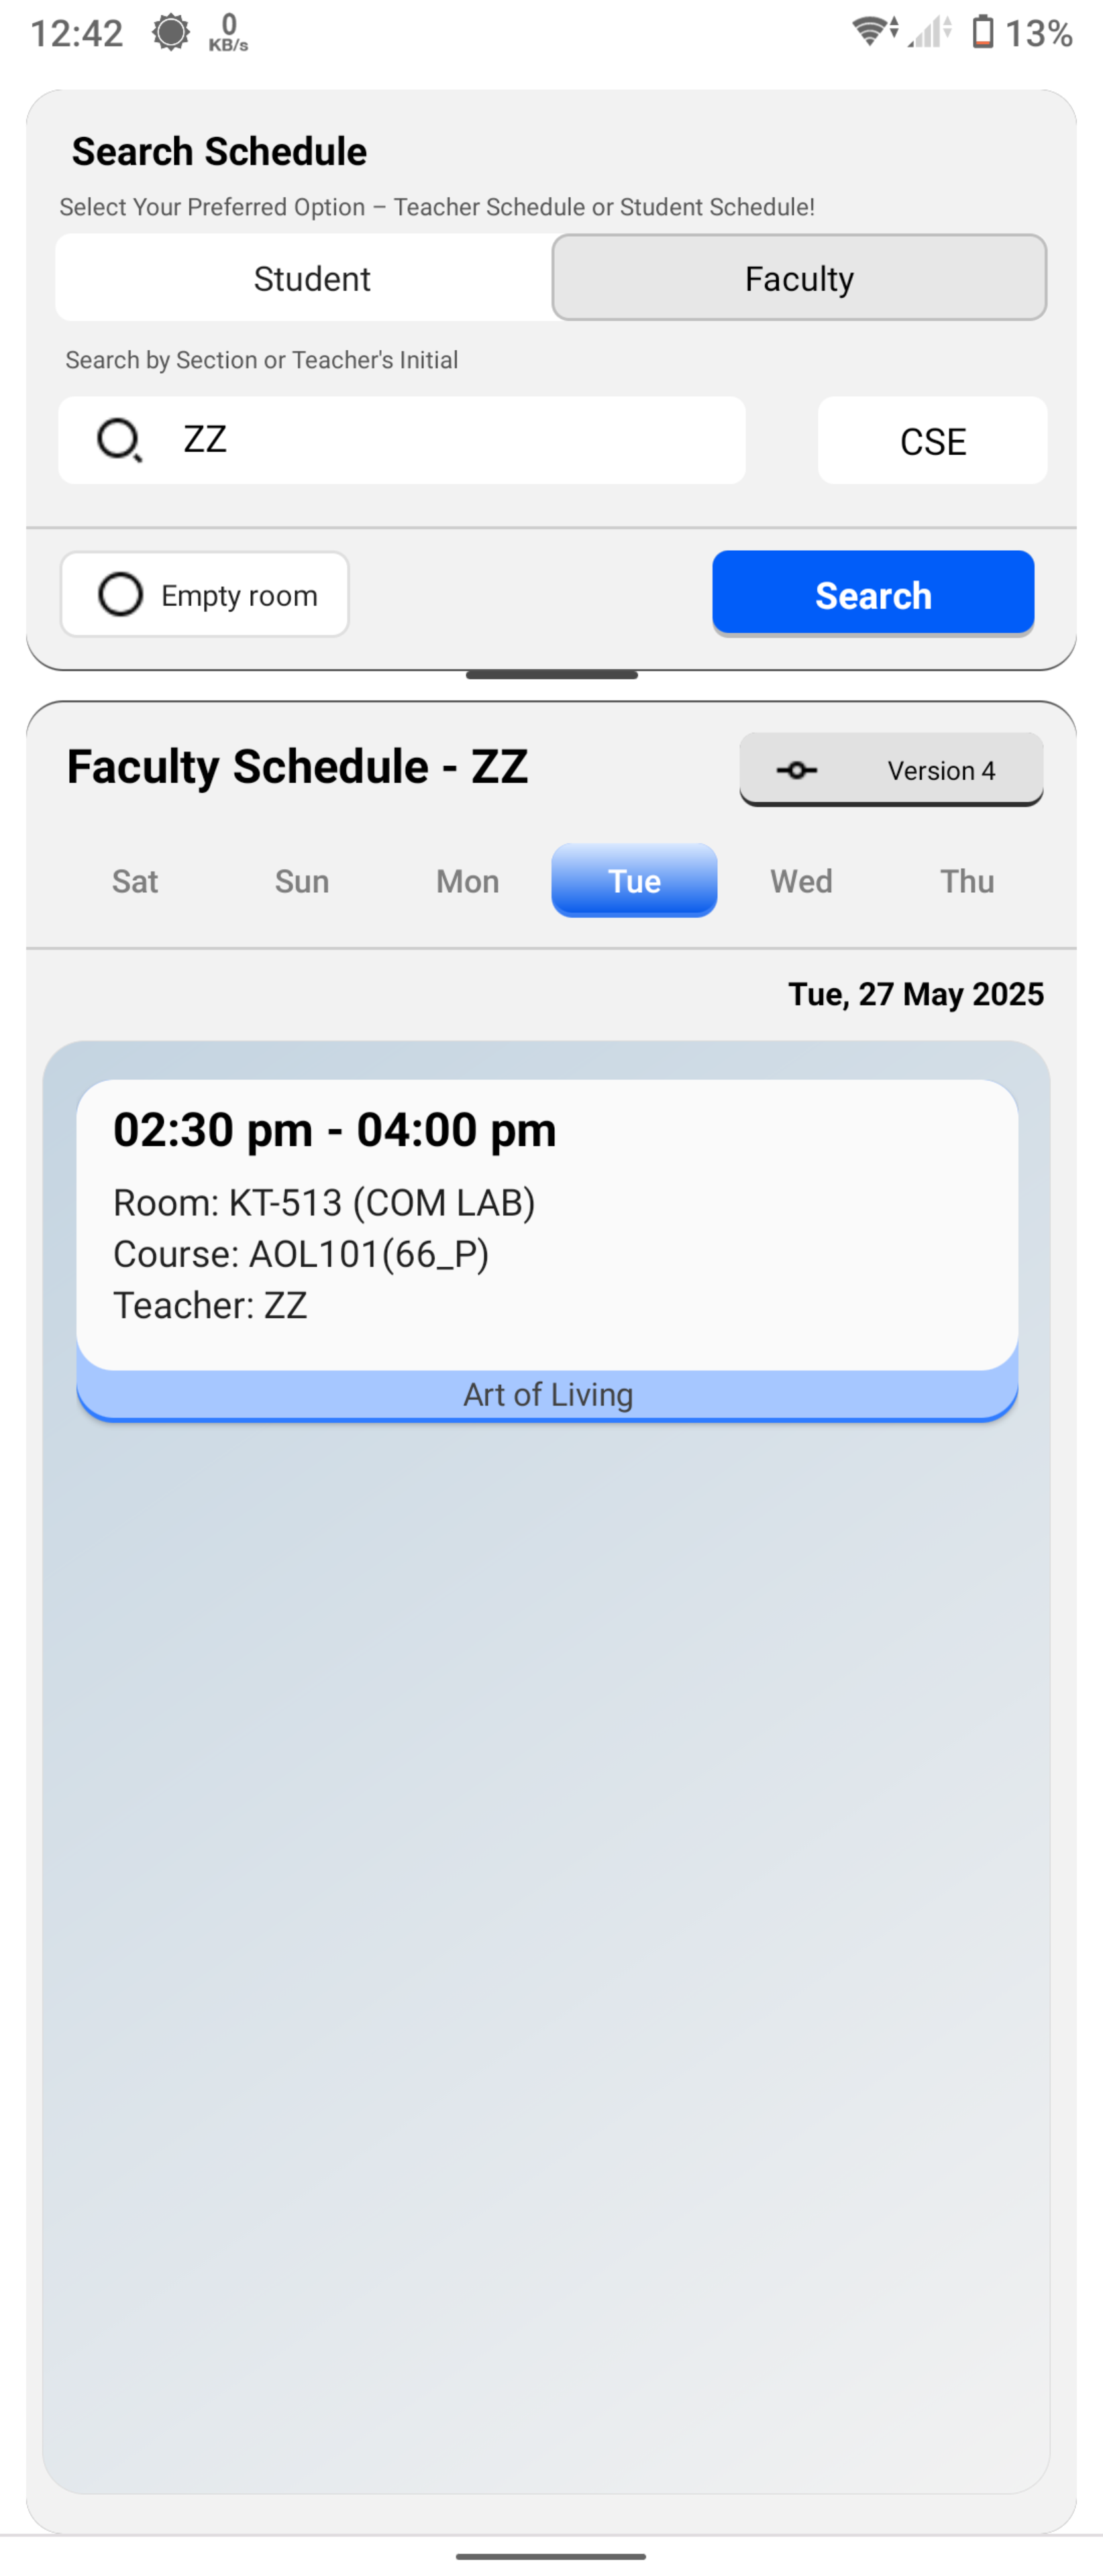 12:42 0 KB/s 13%
Search Schedule
Select Your Preferred Option – Teacher Schedule or Student Schedule!
Student Faculty
Search by Section or Teacher's Initial
ZZ CSE
Empty room Search
Faculty Schedule - ZZ Version 4
Sat Sun Mon Tue Wed Thu
Tue, 27 May 2025
02:30 pm - 04:00 pm
Room: KT-513 (COM LAB)
Course: AOL101(66_P)
Teacher: ZZ
Art of Living